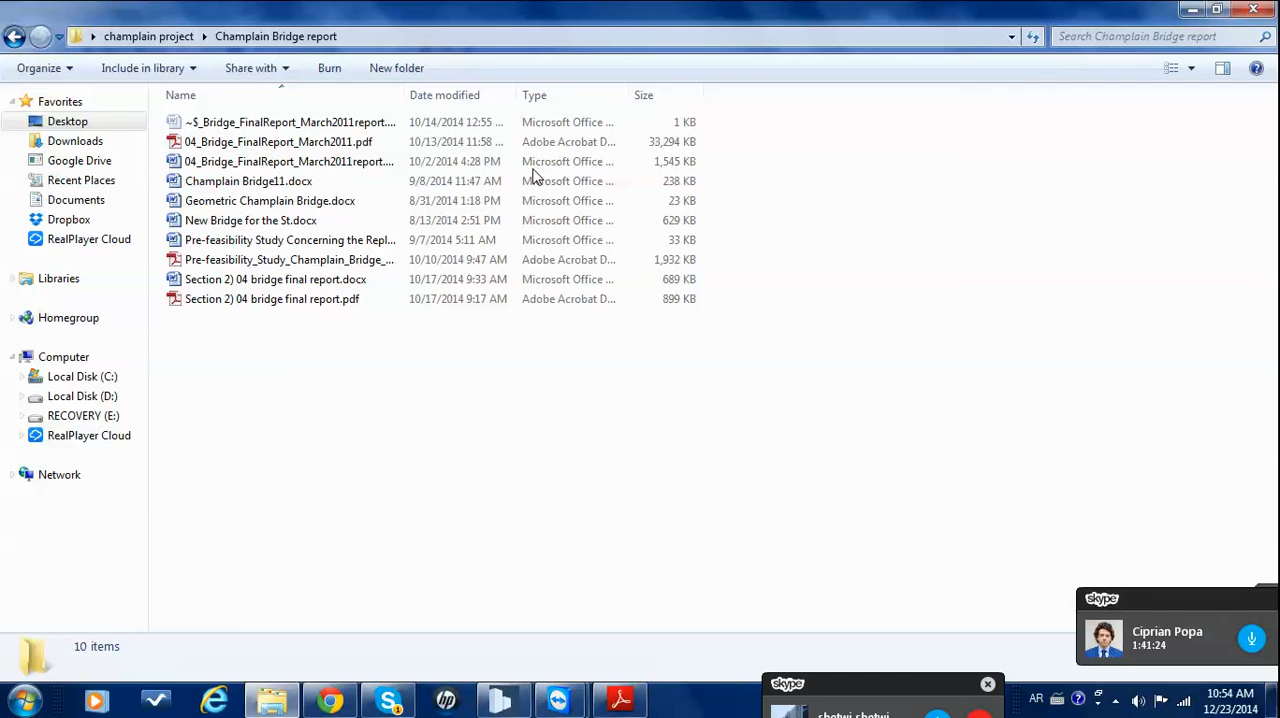 champlain project Champlain Bridge report Search Champlain Bridge report
Organize Include in library Share with Burn New folder
Name Date modified Type Size
Favorites
Desktop
Downloads
Google Drive
Recent Places
Documents
Dropbox
RealPlayer Cloud
Libraries
Homegroup
Computer
Local Disk (C:)
Local Disk (D:)
RECOVERY (E:)
RealPlayer Cloud
Network
~$_Bridge_FinalReport_March2011report.... 10/14/2014 12:55 ... Microsoft Office ... 1 KB
04_Bridge_FinalReport_March2011.pdf 10/13/2014 11:58 ... Adobe Acrobat D... 33,294 KB
04_Bridge_FinalReport_March2011report.... 10/2/2014 4:28 PM Microsoft Office ... 1,545 KB
Champlain Bridge11.docx 9/8/2014 11:47 AM Microsoft Office ... 238 KB
Geometric Champlain Bridge.docx 8/31/2014 1:18 PM Microsoft Office ... 23 KB
New Bridge for the St.docx 8/13/2014 2:51 PM Microsoft Office ... 629 KB
Pre-feasibility Study Concerning the Repl... 9/7/2014 5:11 AM Microsoft Office ... 33 KB
Pre-feasibility_Study_Champlain_Bridge_... 10/10/2014 9:47 AM Adobe Acrobat D... 1,932 KB
Section 2) 04 bridge final report.docx 10/17/2014 9:33 AM Microsoft Office ... 689 KB
Section 2) 04 bridge final report.pdf 10/17/2014 9:17 AM Adobe Acrobat D... 899 KB
10 items
skype
Ciprian Popa
1:41:24
skype
shetwi shetwi
AR
10:54 AM
12/23/2014